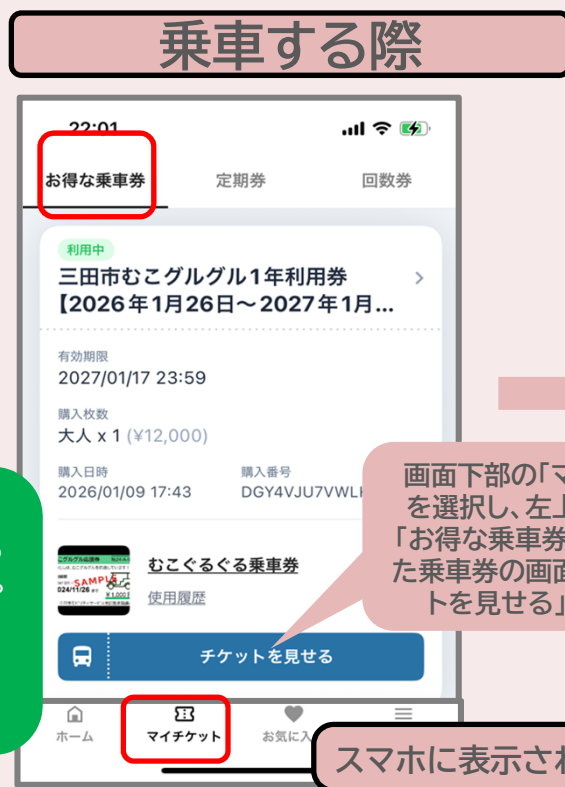 乗車する際
22:01
お得な乗車券 定期券 回数券
利用中
三田市むこグルグル1年利用券
【2026年1月26日～2027年1月...
有効期限
2027/01/17 23:59
購入枚数
大人 x 1 (¥12,000)
購入日時 購入番号
2026/01/09 17:43 DGY4VJU7VWL
画面下部の「マ
を選択し、左上
「お得な乗車券
た乗車券の画面
トを見せる」
SAMPLE
むこぐるぐる乗車券
使用履歴
チケットを見せる
ホーム マイチケット お気に入
スマホに表示され